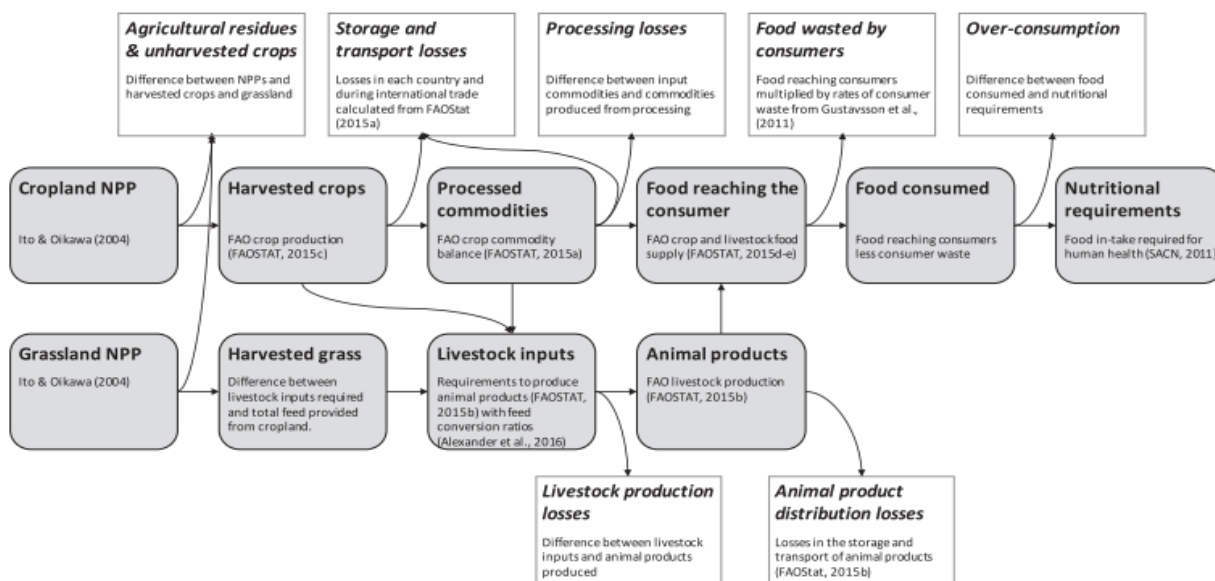 Agricultural residues
& unharvested crops
Difference between NPPs and
harvested crops and grassland
Storage and
transport losses
Losses in each country and
during international trade
calculated from FAOStat
(2015a)
Processing losses
Difference between input
commodities and commodities
produced from processing
Food wasted by
consumers
Food reaching consumers
multiplied by rates of consumer
waste from Gustavsson et al.,
(2011)
Over-consumption
Difference between food
consumed and nutritional
requirements
Cropland NPP
Ito & Oikawa (2004)
Harvested crops
FAO crop production
(FAOSTAT, 2015c)
Processed
commodities
FAO crop commodity
balance (FAOSTAT, 2015a)
Food reaching the
consumer
FAO crop and livestock food
supply (FAOSTAT, 2015d-e)
Food consumed
Food reaching consumers
less consumer waste
Nutritional
requirements
Food in-take required for
human health (SACN, 2011)
Grassland NPP
Ito & Oikawa (2004)
Harvested grass
Difference between
livestock inputs required
and total feed provided
from cropland.
Livestock inputs
Requirements to produce
animal products (FAOSTAT,
2015b) with feed
conversion ratios
(Alexander et al., 2016)
Animal products
FAO livestock production
(FAOSTAT, 2015b)
Livestock production
losses
Difference between livestock
inputs and animal products
produced
Animal product
distribution losses
Losses in the storage and
transport of animal products
(FAOStat, 2015b)